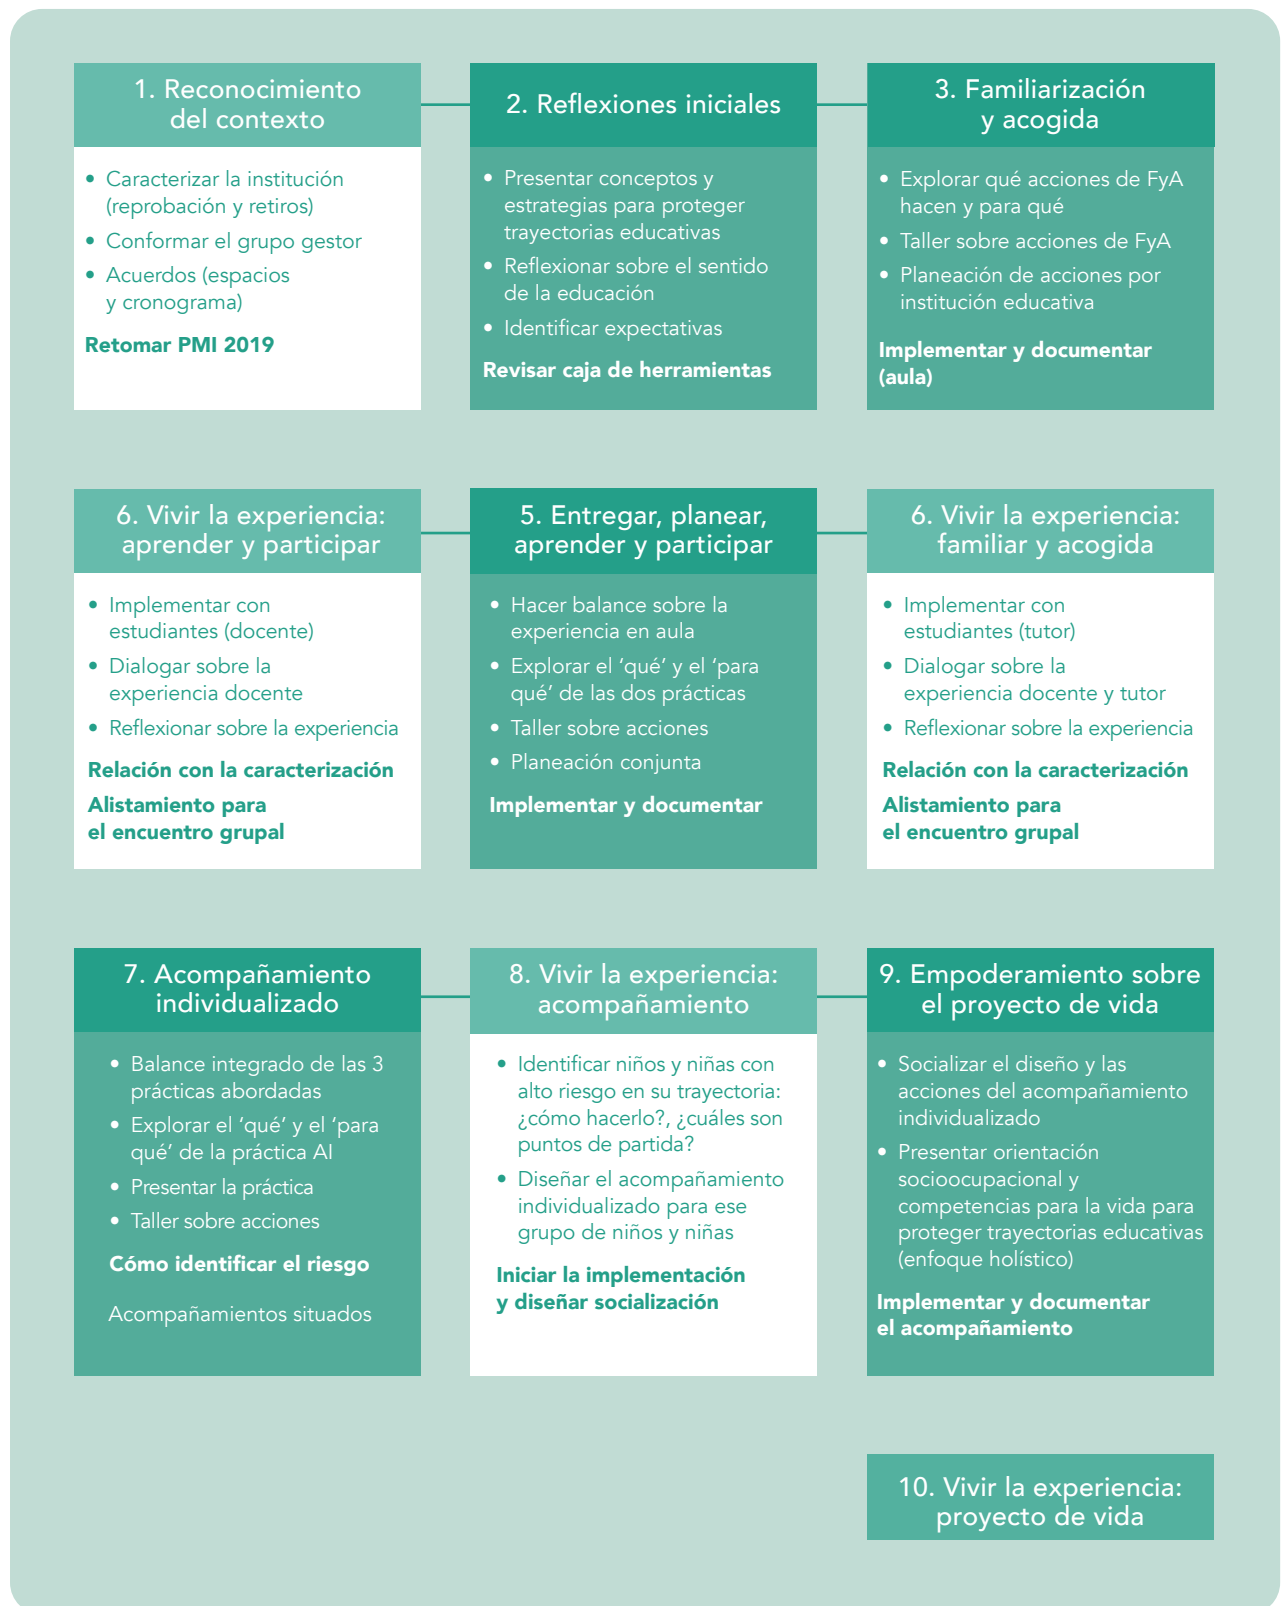 1. Reconocimiento
del contexto
• Caracterizar la institución
(reprobación y retiros)
• Conformar el grupo gestor
• Acuerdos (espacios
y cronograma)
Retomar PMI 2019
2. Reflexiones iniciales
• Presentar conceptos y
estrategias para proteger
trayectorias educativas
• Reflexionar sobre el sentido
de la educación
• Identificar expectativas
Revisar caja de herramientas
3. Familiarización
y acogida
• Explorar qué acciones de FyA
hacen y para qué
• Taller sobre acciones de FyA
• Planeación de acciones por
institución educativa
Implementar y documentar
(aula)
6. Vivir la experiencia:
aprender y participar
• Implementar con
estudiantes (docente)
• Dialogar sobre la
experiencia docente
• Reflexionar sobre la experiencia
Relación con la caracterización
Alistamiento para
el encuentro grupal
5. Entregar, planear,
aprender y participar
• Hacer balance sobre la
experiencia en aula
• Explorar el ‘qué’ y el ‘para
qué’ de las dos prácticas
• Taller sobre acciones
• Planeación conjunta
Implementar y documentar
6. Vivir la experiencia:
familiar y acogida
• Implementar con
estudiantes (tutor)
• Dialogar sobre la
experiencia docente y tutor
• Reflexionar sobre la experiencia
Relación con la caracterización
Alistamiento para
el encuentro grupal
7. Acompañamiento
individualizado
• Balance integrado de las 3
prácticas abordadas
• Explorar el ‘qué’ y el ‘para
qué’ de la práctica AI
• Presentar la práctica
• Taller sobre acciones
Cómo identificar el riesgo
Acompañamientos situados
8. Vivir la experiencia:
acompañamiento
• Identificar niños y niñas con
alto riesgo en su trayectoria:
¿cómo hacerlo?, ¿cuáles son
puntos de partida?
• Diseñar el acompañamiento
individualizado para ese
grupo de niños y niñas
Iniciar la implementación
y diseñar socialización
9. Empoderamiento sobre
el proyecto de vida
• Socializar el diseño y las
acciones del acompañamiento
individualizado
• Presentar orientación
socioocupacional y
competencias para la vida para
proteger trayectorias educativas
(enfoque holístico)
Implementar y documentar
el acompañamiento
10. Vivir la experiencia:
proyecto de vida